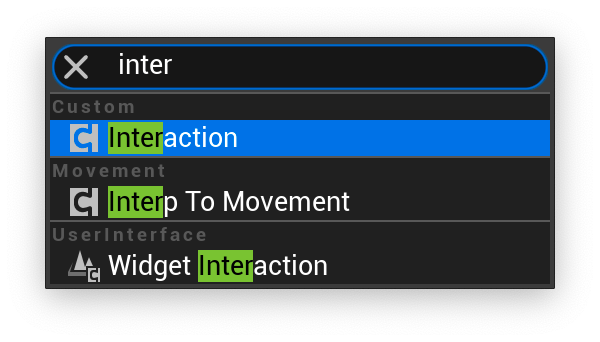 inter
Custom
Interaction
Movement
Interp To Movement
UserInterface
Widget Interaction